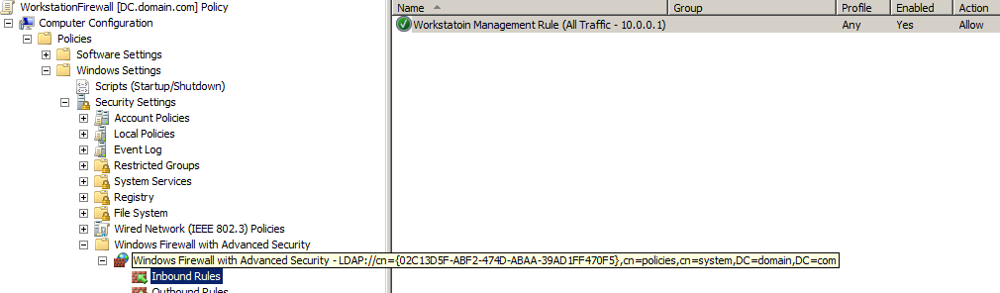 WorkstationFirewall [DC.domain.com] Policy
Computer Configuration
Policies
Software Settings
Windows Settings
Scripts (Startup/Shutdown)
Security Settings
Account Policies
Local Policies
Event Log
Restricted Groups
System Services
Registry
File System
Wired Network (IEEE 802.3) Policies
Windows Firewall with Advanced Security
Windows Firewall with Advanced Security - LDAP://cn={02C13D5F-ABF2-474D-ABAA-39AD1FF470F5},cn=policies,cn=system,DC=domain,DC=com
Inbound Rules
Outbound Rules
Name Group Profile Enabled Action
Workstatoin Management Rule (All Traffic - 10.0.0.1) Any Yes Allow